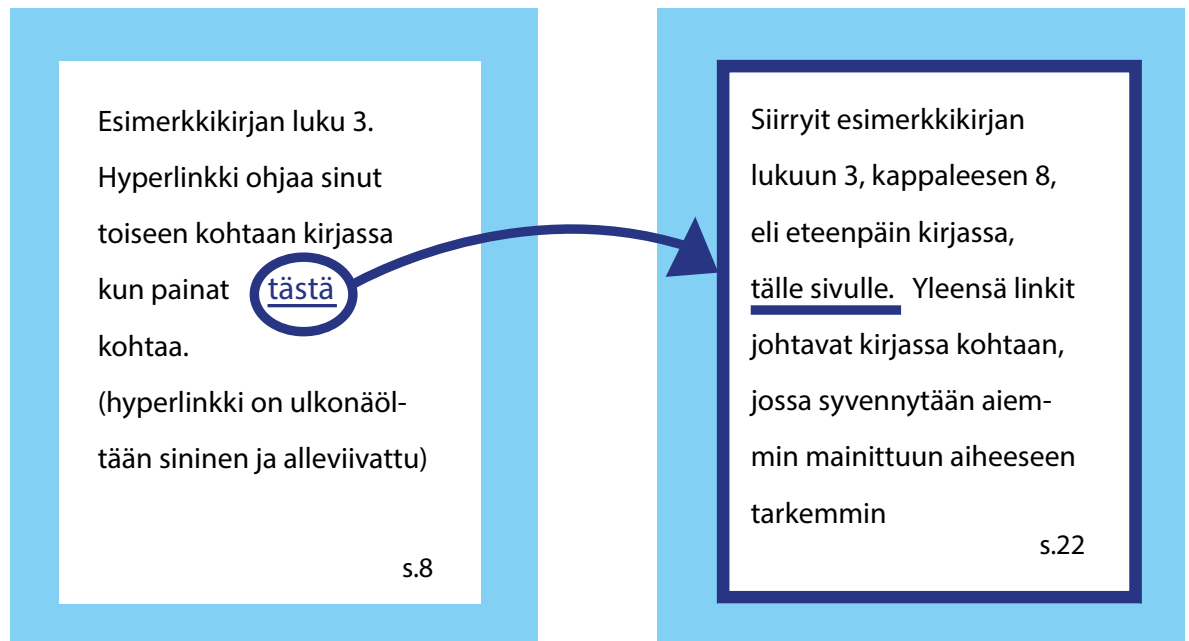 Esimerkkikirjan luku 3.
Hyperlinkki ohjaa sinut
toiseen kohtaan kirjassa
kun painat tästä
kohtaa.
(hyperlinkki on ulkonäöl-
tään sininen ja alleviivattu)
s.8
Siirryit esimerkkikirjan
lukuun 3, kappaleesen 8,
eli eteenpäin kirjassa,
tälle sivulle. Yleensä linkit
johtavat kirjassa kohtaan,
jossa syvennytään aiem-
min mainittuun aiheeseen
tarkemmin
s.22